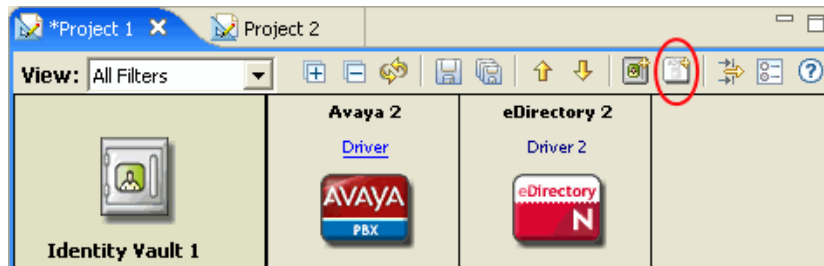 *Project 1
Project 2
View: All Filters
Avaya 2
eDirectory 2
Driver
Driver 2
AVAYA
PBX
eDirectory
N
Identity Vault 1